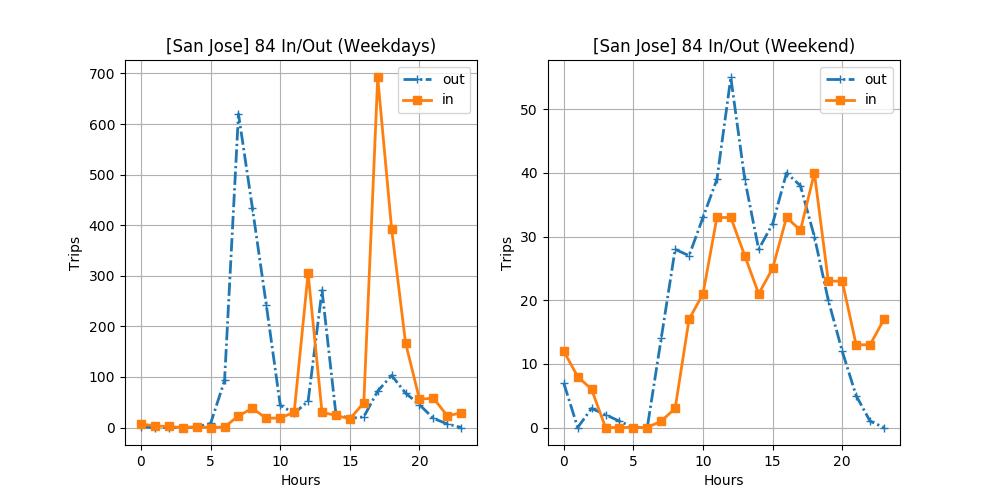 [San Jose] 84 In/Out (Weekdays)
700
600
500
400
300
200
100
0
Trips
0 5 10 15 20
Hours
out
in
[San Jose] 84 In/Out (Weekend)
50
40
30
20
10
0
Trips
0 5 10 15 20
Hours
out
in